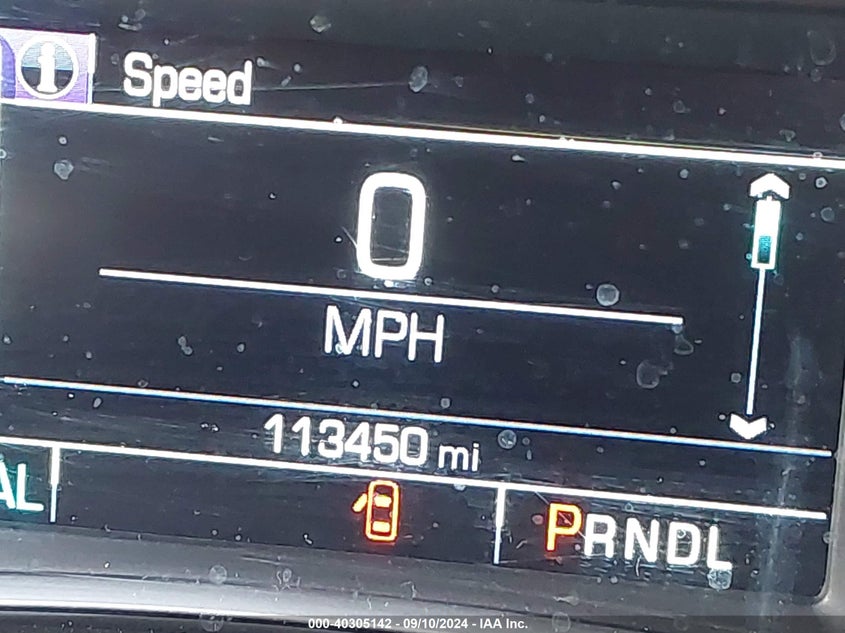 Speed
0
MPH
113450 mi
AL
PRNDL
000-40305142 - 09/10/2024 - IAA Inc.